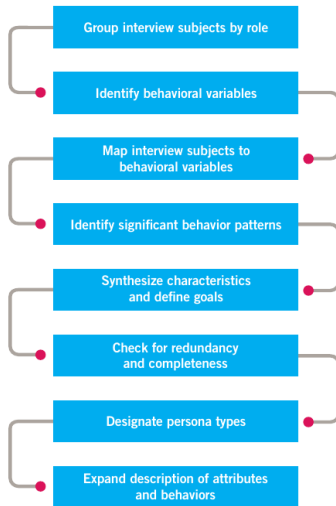 Group interview subjects by role
Identify behavioral variables
Map interview subjects to
behavioral variables
Identify significant behavior patterns
Synthesize characteristics
and define goals
Check for redundancy
and completeness
Designate persona types
Expand description of attributes
and behaviors